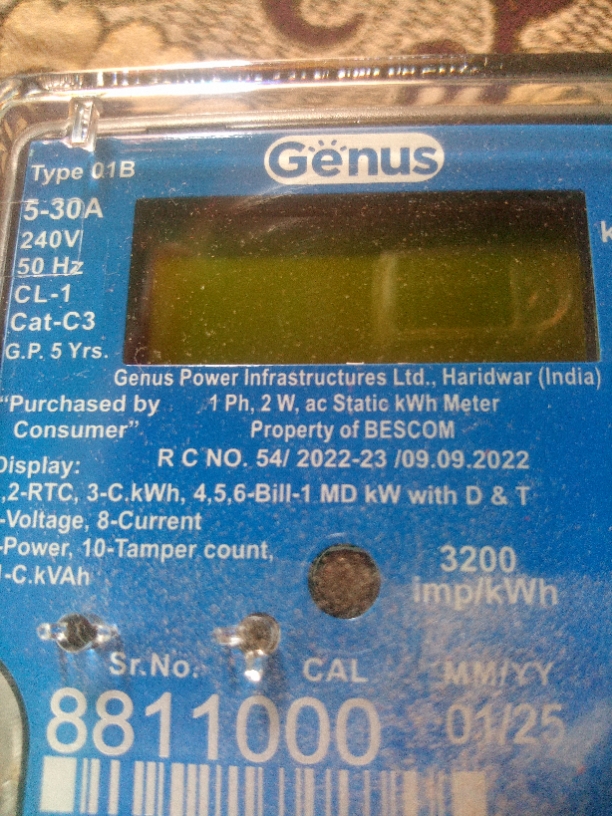 Genus
Type 01B
5-30A
240V
50 Hz
CL-1
Cat-C3
G.P. 5 Yrs.
k
Genus Power Infrastructures Ltd., Haridwar (India)
"Purchased by
Consumer"
1 Ph, 2 W, ac Static kWh Meter
Property of BESCOM
R C NO. 54/ 2022-23 /09.09.2022
Display:
,2-RTC, 3-C.kWh, 4,5,6-Bill-1 MD kW with D & T
-Voltage, 8-Current
-Power, 10-Tamper count,
-C.kVAh
3200
imp/kWh
Sr.No.
CAL
MM/YY
8811000
01/25